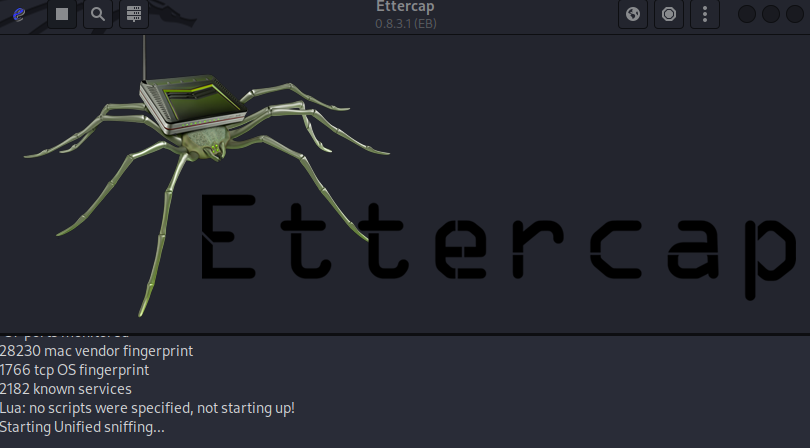 Ettercap
0.8.3.1 (EB)
Ettercap
28230 mac vendor fingerprint
1766 tcp OS fingerprint
2182 known services
Lua: no scripts were specified, not starting up!
Starting Unified sniffing...